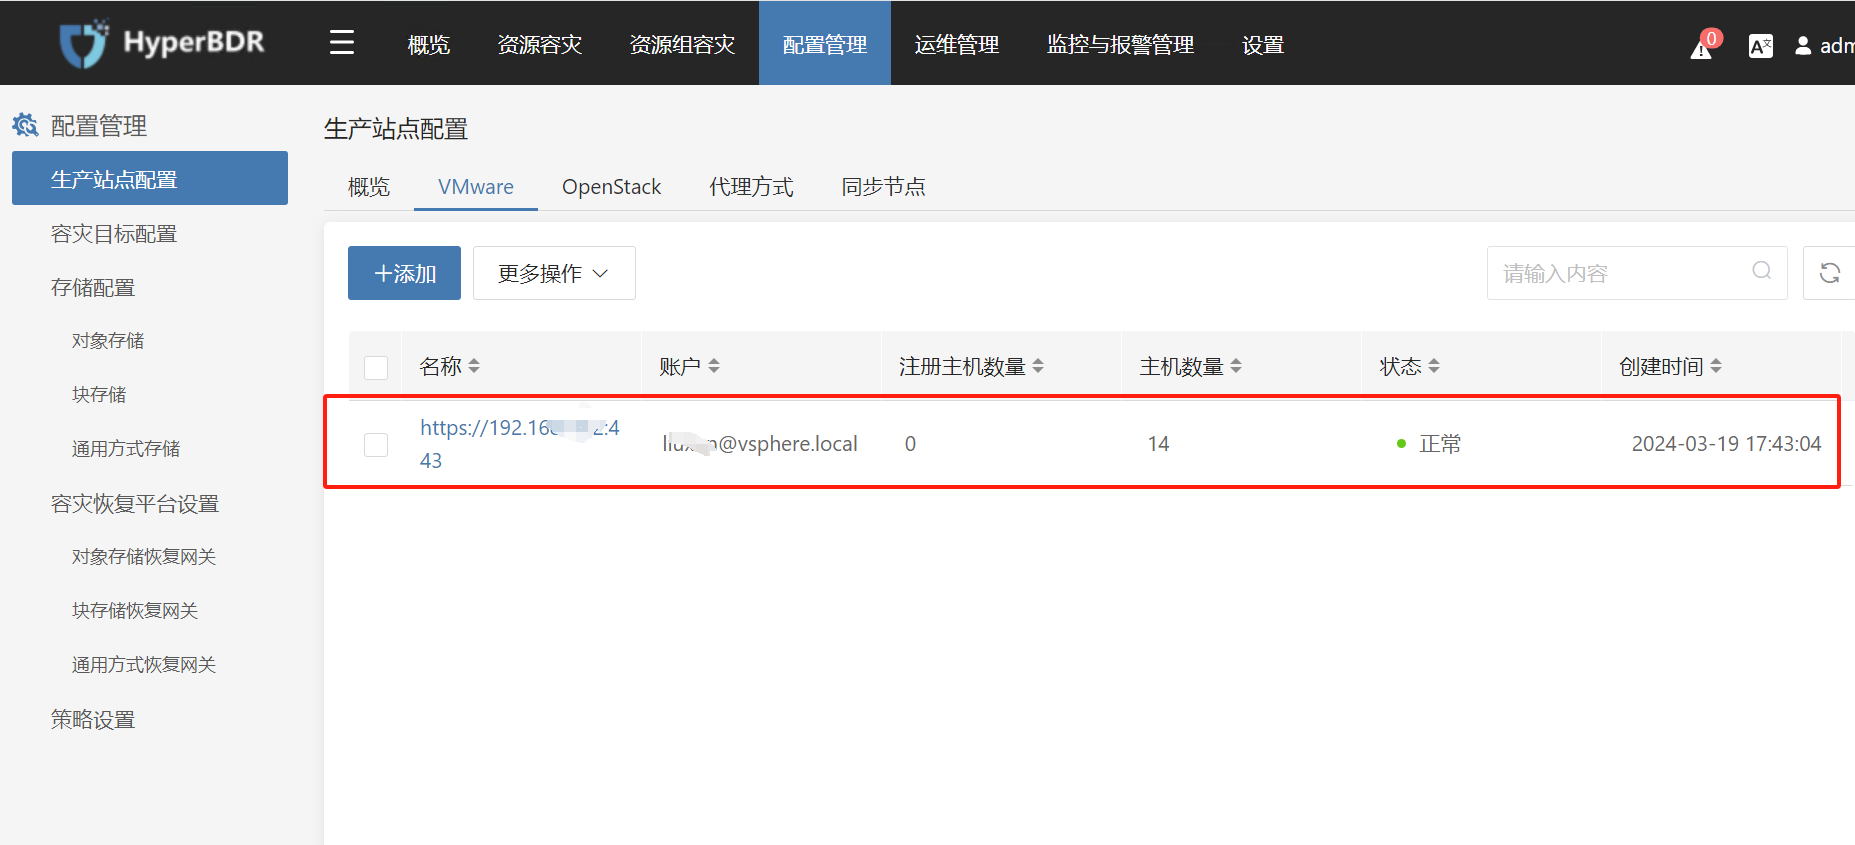 HyperBDR
概览 资源容灾 资源组容灾 配置管理 运维管理 监控与报警管理 设置
0 A文 adm
配置管理
生产站点配置
容灾目标配置
存储配置
对象存储
块存储
通用方式存储
容灾恢复平台设置
对象存储恢复网关
块存储恢复网关
通用方式恢复网关
策略设置
生产站点配置
概览 VMware OpenStack 代理方式 同步节点
+添加 更多操作 请输入内容
名称 账户 注册主机数量 主机数量 状态 创建时间
https://192.16 2:4
43
@vsphere.local 0 14 正常 2024-03-19 17:43:04